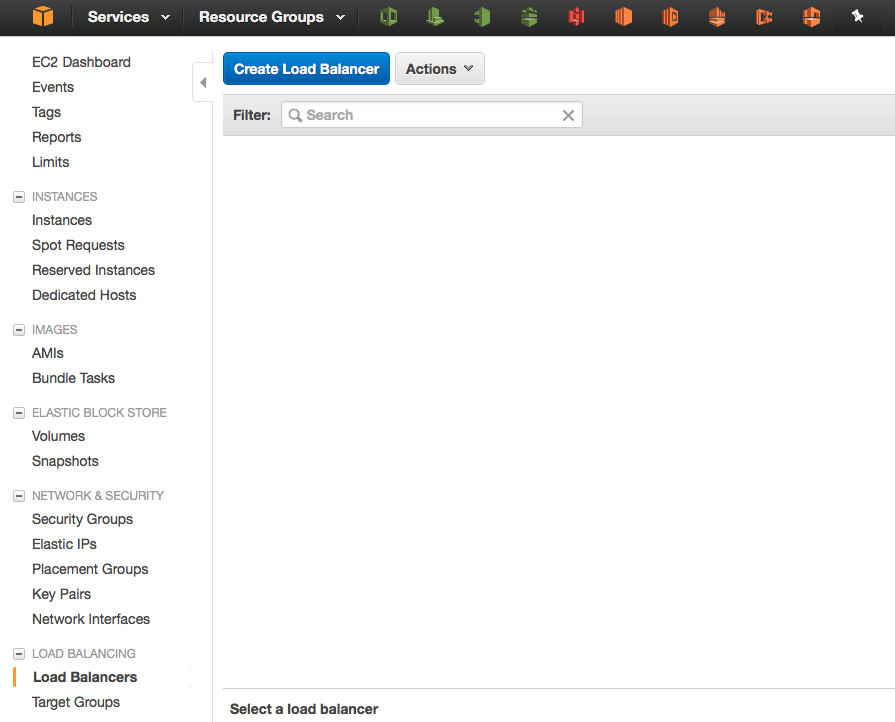 Services
Resource Groups
EC2 Dashboard
Events
Tags
Reports
Limits
INSTANCES
Instances
Spot Requests
Reserved Instances
Dedicated Hosts
IMAGES
AMIs
Bundle Tasks
ELASTIC BLOCK STORE
Volumes
Snapshots
NETWORK & SECURITY
Security Groups
Elastic IPs
Placement Groups
Key Pairs
Network Interfaces
LOAD BALANCING
Load Balancers
Target Groups
Create Load Balancer
Actions
Filter:
Search
Select a load balancer